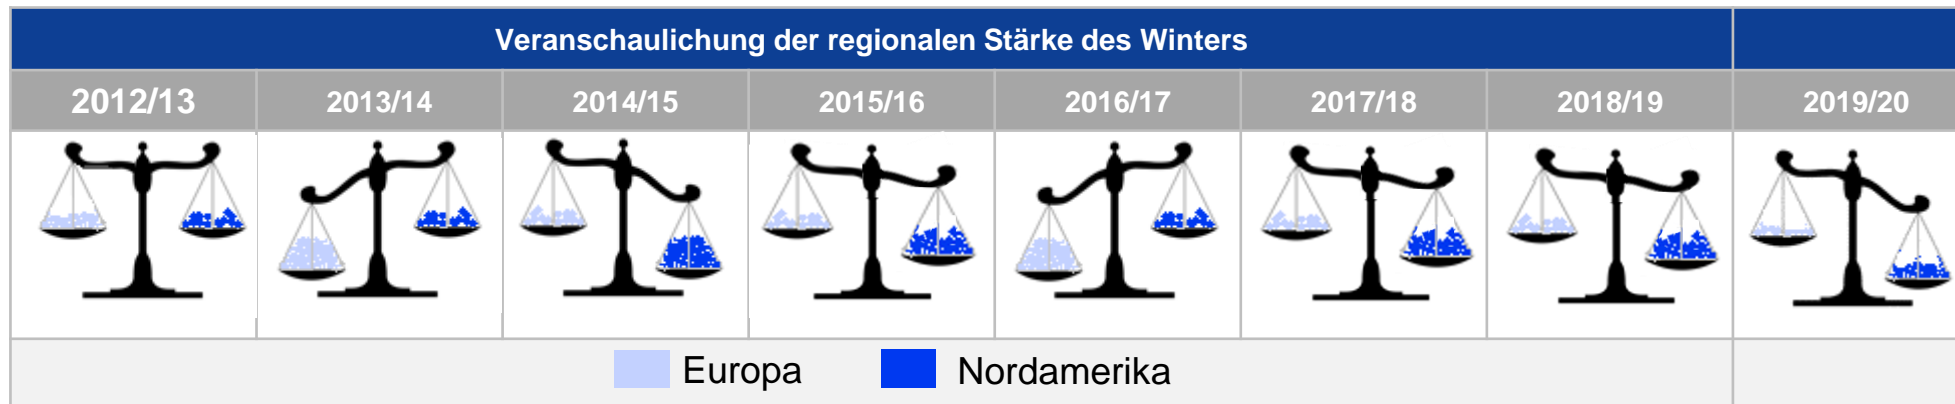 Veranschaulichung der regionalen Stärke des Winters
2012/13 2013/14 2014/15 2015/16 2016/17 2017/18 2018/19 2019/20
Europa Nordamerika